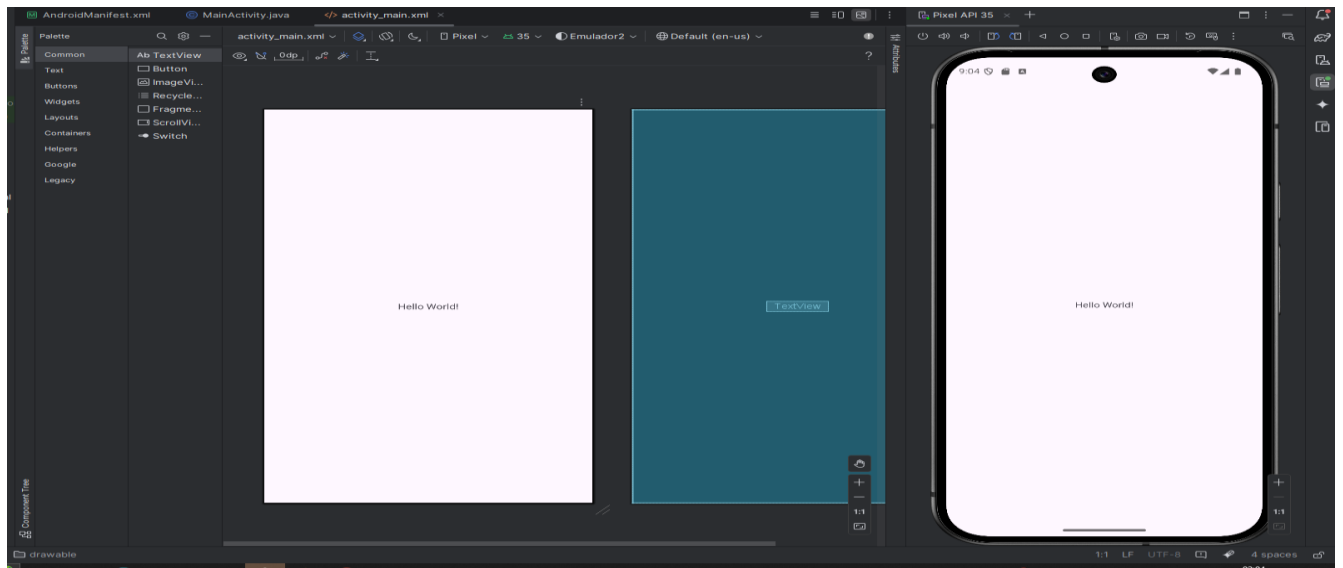 AndroidManifest.xml MainActivity.java activity_main.xml Pixel API 35
Palette
Palette activity_main.xml Pixel 35 Emulador2 Default (en-us)
Attributes
Common
Text
Buttons
Widgets
Layouts
Containers
Helpers
Google
Legacy
Ab TextView
Button
ImageVi...
Recycle...
Fragme...
ScrollVi...
Switch
0dp
?
Hello World!
TextView
1:1
9:04
Hello World!
1:1
Component Tree
drawable
1:1 LF UTF-8 4 spaces